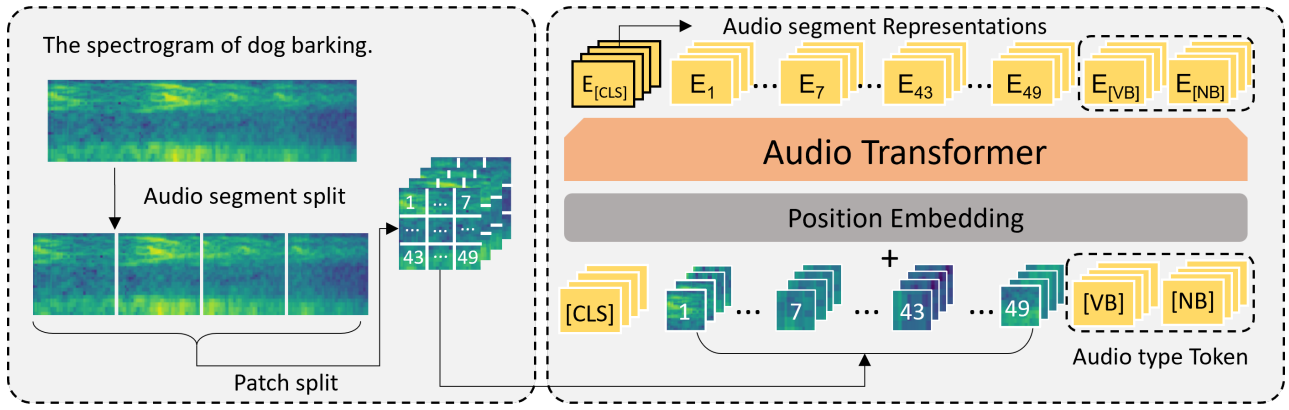 The spectrogram of dog barking.
Audio segment split
1 ... 7
... ... ...
43 ... 49
Patch split
Audio segment Representations
E[CLS] E1 ... E7 ... E43 ... E49 E[VB] E[NB]
Audio Transformer
Position Embedding
+
[CLS] 1 ... 7 ... 43 ... 49 [VB] [NB]
Audio type Token